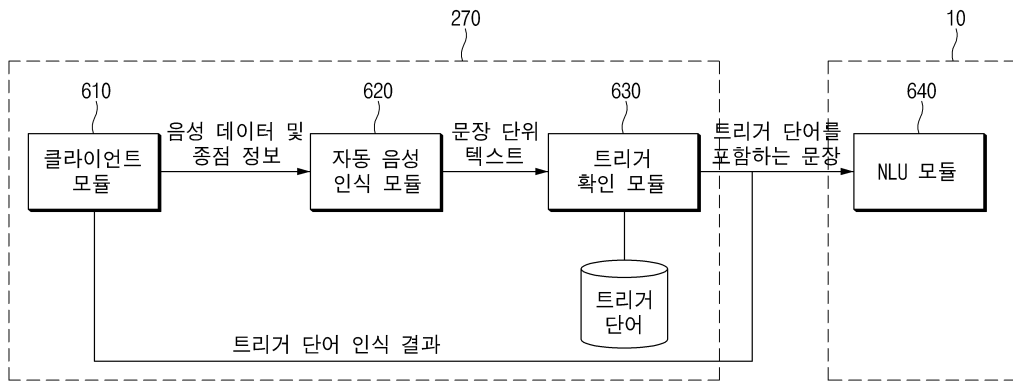 270
10
610
620
630
640
클라이언트
모듈
음성 데이터 및
종점 정보
자동 음성
인식 모듈
문장 단위
텍스트
트리거
확인 모듈
트리거 단어를
포함하는 문장
NLU 모듈
트리거
단어
트리거 단어 인식 결과